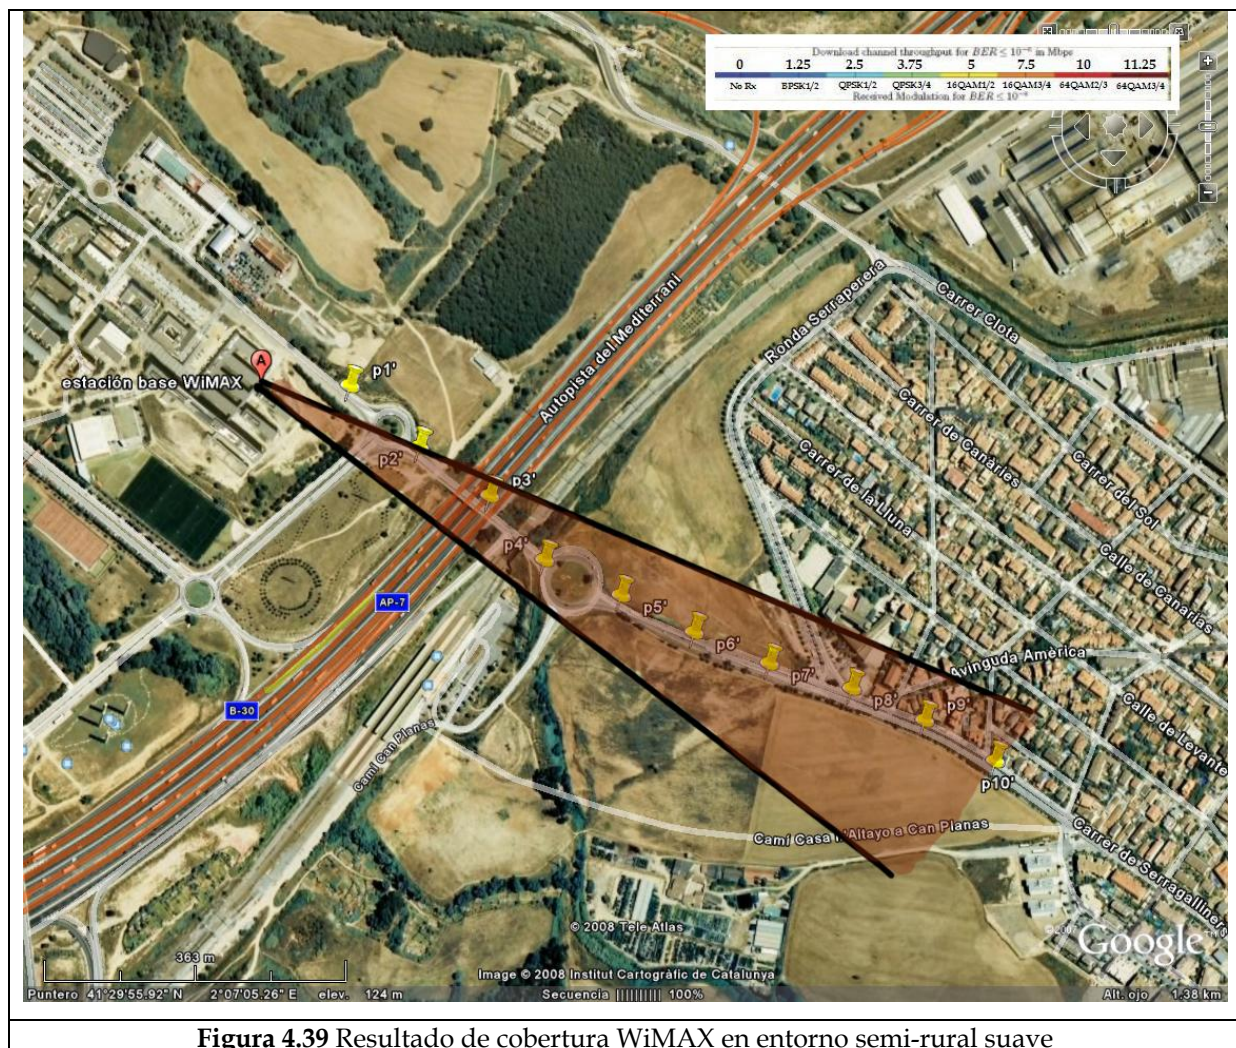 Download channel throughput for BER ≤ 10⁻⁶ in Mbps
0 1.25 2.5 3.75 5 7.5 10 11.25
No Rx BPSK1/2 QPSK1/2 QPSK3/4 16QAM1/2 16QAM3/4 64QAM2/3 64QAM3/4
Received Modulation for BER ≤ 10⁻⁶
A
estación base WiMAX
p1'
p2'
p3'
p4'
p5'
p6'
p7'
p8'
p9'
p10'
Autopista del Mediterrani
Ronda Serraperera
Carrer Clota
Carrer de Canàries
Carrer del Sol
Carrer de la Lluna
Calle de Canarias
Avinguda Amèrica
Calle de Levante
AP-7
B-30
Camí Can Planas
Camí Casa n'Altayo a Can Planas
Carrer de Serragalliners
© 2008 Tele Atlas
© 2007 Google
363 m
Image © 2008 Institut Cartogràfic de Catalunya
Puntero 41°29'55.92" N 2°07'05.26" E elev. 124 m Secuencia 100% Alt. ojo 1.38 km
Figura 4.39 Resultado de cobertura WiMAX en entorno semi-rural suave